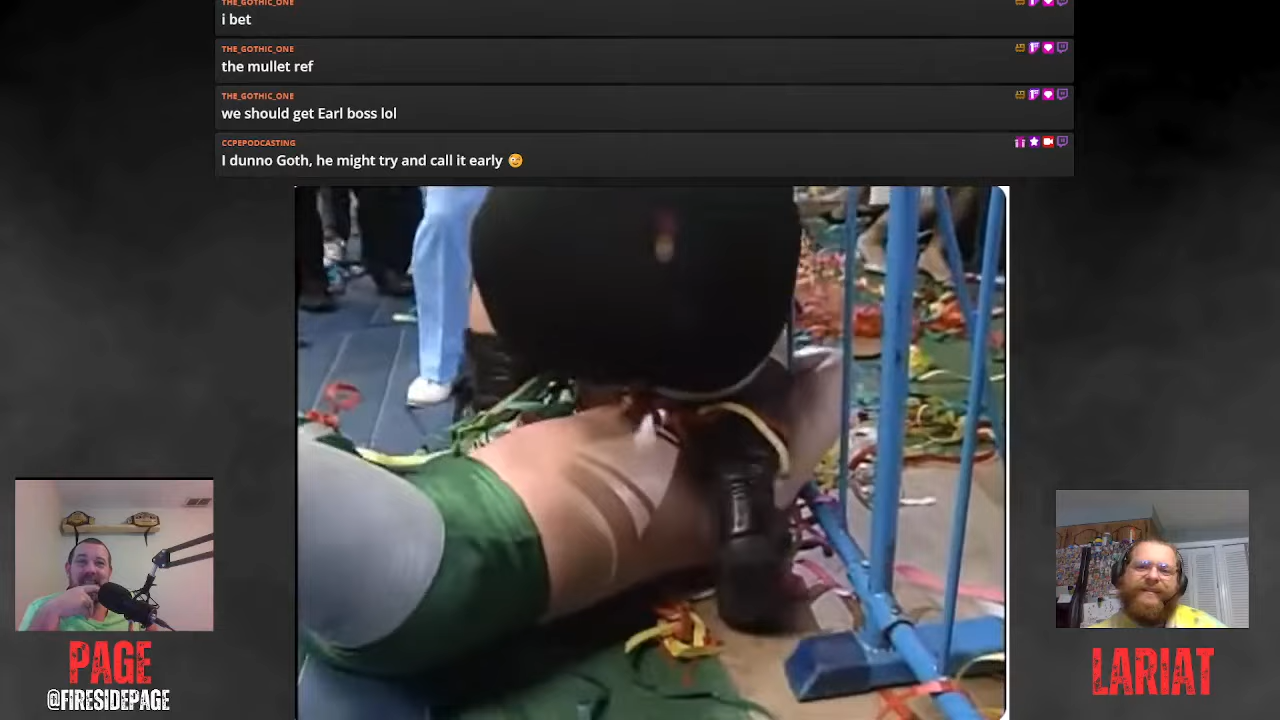 THE_GOTHIC_ONE
i bet
THE_GOTHIC_ONE
the mullet ref
THE_GOTHIC_ONE
we should get Earl boss lol
CCPEPODCASTING
I dunno Goth, he might try and call it early
PAGE
@FIRESIDEPAGE
LARIAT